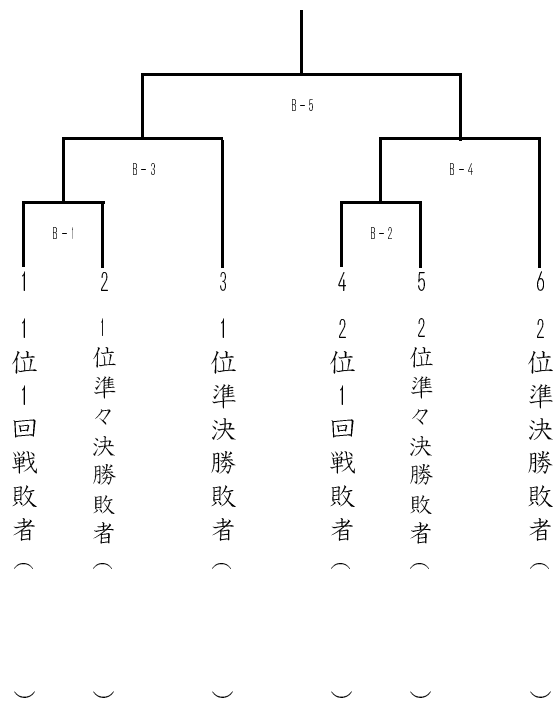 B-5
B-3
B-4
B-1
B-2
1
2
3
4
5
6
1位1回戦敗者（　）
1位準々決勝敗者（　）
1位準決勝敗者（　）
2位1回戦敗者（　）
2位準々決勝敗者（　）
2位準決勝敗者（　）